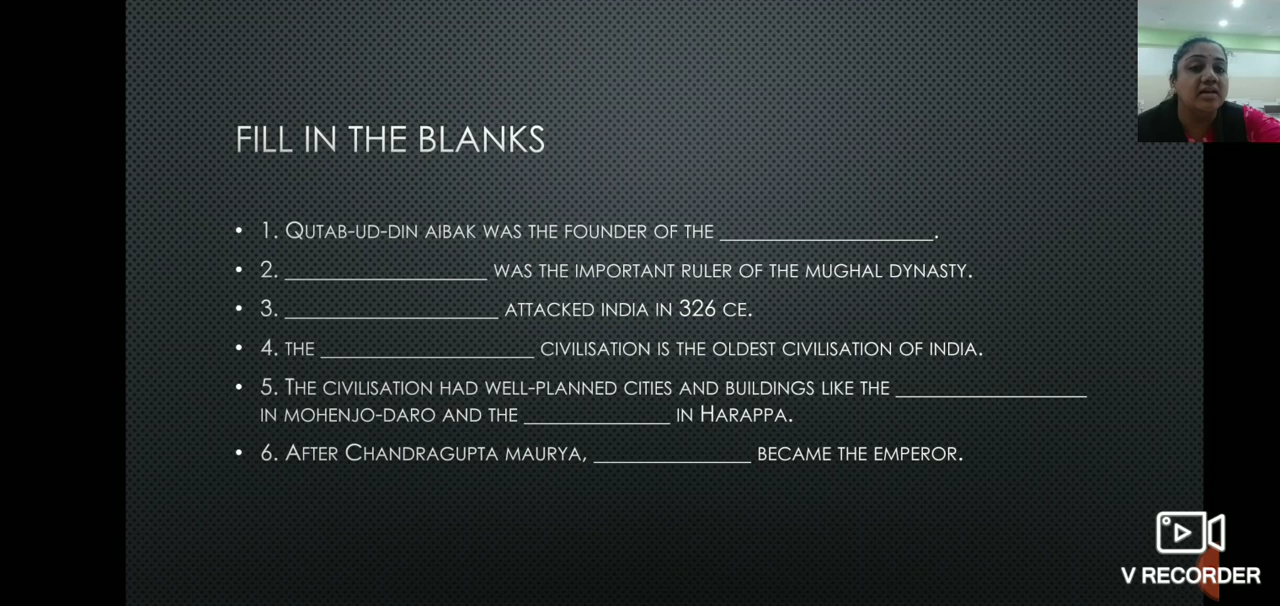 FILL IN THE BLANKS
• 1. QUTAB-UD-DIN AIBAK WAS THE FOUNDER OF THE ____________________.
• 2. ___________________ WAS THE IMPORTANT RULER OF THE MUGHAL DYNASTY.
• 3. ____________________ ATTACKED INDIA IN 326 CE.
• 4. THE ____________________ CIVILISATION IS THE OLDEST CIVILISATION OF INDIA.
• 5. THE CIVILISATION HAD WELL-PLANNED CITIES AND BUILDINGS LIKE THE __________________
IN MOHENJO-DARO AND THE ______________ IN HARAPPA.
• 6. AFTER CHANDRAGUPTA MAURYA, _______________ BECAME THE EMPEROR.
V RECORDER